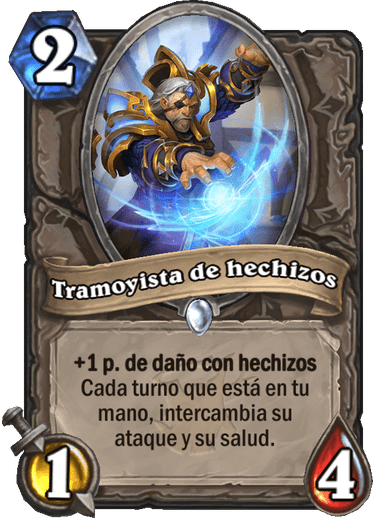 2
Tramoyista de hechizos
+1 p. de daño con hechizos
Cada turno que está en tu
mano, intercambia su
ataque y su salud.
1
4